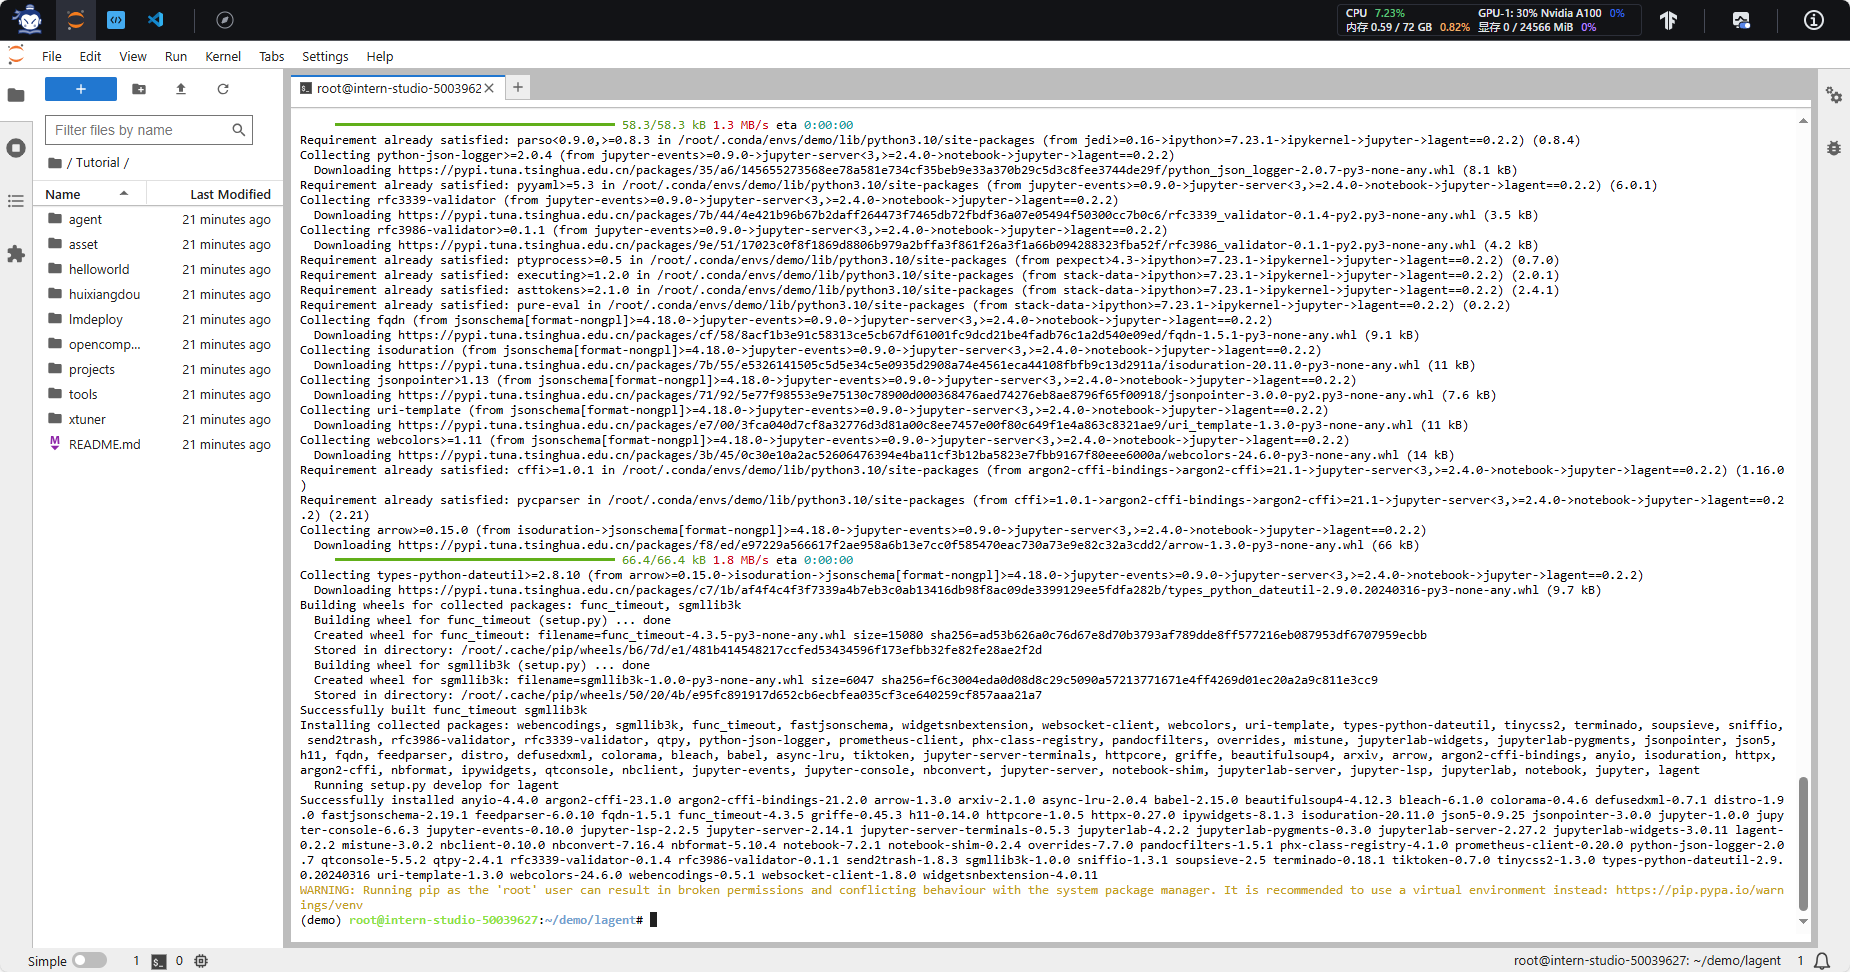 CPU 7.23% GPU-1: 30% Nvidia A100 0%
内存 0.59 / 72 GB 0.82% 显存 0 / 24566 MiB 0%
File Edit View Run Kernel Tabs Settings Help
root@intern-studio-5003962
Filter files by name
/ Tutorial /
Name Last Modified
agent 21 minutes ago
asset 21 minutes ago
helloworld 21 minutes ago
huixiangdou 21 minutes ago
lmdeploy 21 minutes ago
opencomp... 21 minutes ago
projects 21 minutes ago
tools 21 minutes ago
xtuner 21 minutes ago
README.md 21 minutes ago
58.3/58.3 kB 1.3 MB/s eta 0:00:00
Requirement already satisfied: parso<0.9.0,>=0.8.3 in /root/.conda/envs/demo/lib/python3.10/site-packages (from jedi>=0.16->ipython>=7.23.1->ipykernel->jupyter->lagent==0.2.2) (0.8.4)
Collecting python-json-logger>=2.0.4 (from jupyter-events>=0.9.0->jupyter-server<3,>=2.4.0->notebook->jupyter->lagent==0.2.2)
Downloading https://pypi.tuna.tsinghua.edu.cn/packages/35/a6/145655273568ee78a581e734cf35beb9e33a370b29c5d3c8fee3744de29f/python_json_logger-2.0.7-py3-none-any.whl (8.1 kB)
Requirement already satisfied: pyyaml>=5.3 in /root/.conda/envs/demo/lib/python3.10/site-packages (from jupyter-events>=0.9.0->jupyter-server<3,>=2.4.0->notebook->jupyter->lagent==0.2.2) (6.0.1)
Collecting rfc3339-validator (from jupyter-events>=0.9.0->jupyter-server<3,>=2.4.0->notebook->jupyter->lagent==0.2.2)
Downloading https://pypi.tuna.tsinghua.edu.cn/packages/7b/44/4e421b96b67b2daff264473f7465db72fbdf36a07e05494f50300cc7b0c6/rfc3339_validator-0.1.4-py2.py3-none-any.whl (3.5 kB)
Collecting rfc3986-validator>=0.1.1 (from jupyter-events>=0.9.0->jupyter-server<3,>=2.4.0->notebook->jupyter->lagent==0.2.2)
Downloading https://pypi.tuna.tsinghua.edu.cn/packages/9e/51/17023c0f8f1869d8806b979a2bffa3f861f26a3f1a66b094288323fba52f/rfc3986_validator-0.1.1-py2.py3-none-any.whl (4.2 kB)
Requirement already satisfied: ptyprocess>=0.5 in /root/.conda/envs/demo/lib/python3.10/site-packages (from pexpect>4.3->ipython>=7.23.1->ipykernel->jupyter->lagent==0.2.2) (0.7.0)
Requirement already satisfied: executing>=1.2.0 in /root/.conda/envs/demo/lib/python3.10/site-packages (from stack-data->ipython>=7.23.1->ipykernel->jupyter->lagent==0.2.2) (2.0.1)
Requirement already satisfied: asttokens>=2.1.0 in /root/.conda/envs/demo/lib/python3.10/site-packages (from stack-data->ipython>=7.23.1->ipykernel->jupyter->lagent==0.2.2) (2.4.1)
Requirement already satisfied: pure-eval in /root/.conda/envs/demo/lib/python3.10/site-packages (from stack-data->ipython>=7.23.1->ipykernel->jupyter->lagent==0.2.2) (0.2.2)
Collecting fqdn (from jsonschema[format-nongpl]>=4.18.0->jupyter-events>=0.9.0->jupyter-server<3,>=2.4.0->notebook->jupyter->lagent==0.2.2)
Downloading https://pypi.tuna.tsinghua.edu.cn/packages/cf/58/8acf1b3e91c58313ce5cb67df61001fc9dcd21be4fadb76c1a2d540e09ed/fqdn-1.5.1-py3-none-any.whl (9.1 kB)
Collecting isoduration (from jsonschema[format-nongpl]>=4.18.0->jupyter-events>=0.9.0->jupyter-server<3,>=2.4.0->notebook->jupyter->lagent==0.2.2)
Downloading https://pypi.tuna.tsinghua.edu.cn/packages/7b/55/e5326141505c5d5e34c5e0935d2908a74e4561eca44108fbfb9c13d2911a/isoduration-20.11.0-py3-none-any.whl (11 kB)
Collecting jsonpointer>1.13 (from jsonschema[format-nongpl]>=4.18.0->jupyter-events>=0.9.0->jupyter-server<3,>=2.4.0->notebook->jupyter->lagent==0.2.2)
Downloading https://pypi.tuna.tsinghua.edu.cn/packages/71/92/5e77f98553e9e75130c78900d000368476aed74276eb8ae8796f65f00918/jsonpointer-3.0.0-py2.py3-none-any.whl (7.6 kB)
Collecting uri-template (from jsonschema[format-nongpl]>=4.18.0->jupyter-events>=0.9.0->jupyter-server<3,>=2.4.0->notebook->jupyter->lagent==0.2.2)
Downloading https://pypi.tuna.tsinghua.edu.cn/packages/e7/00/3fca040d7cf8a32776d3d81a00c8ee7457e00f80c649f1e4a863c8321ae9/uri_template-1.3.0-py3-none-any.whl (11 kB)
Collecting webcolors>=1.11 (from jsonschema[format-nongpl]>=4.18.0->jupyter-events>=0.9.0->jupyter-server<3,>=2.4.0->notebook->jupyter->lagent==0.2.2)
Downloading https://pypi.tuna.tsinghua.edu.cn/packages/3b/45/0c30e10a2ac52606476394e4ba11cf3b12ba5823e7fbb9167f80eee6000a/webcolors-24.6.0-py3-none-any.whl (14 kB)
Requirement already satisfied: cffi>=1.0.1 in /root/.conda/envs/demo/lib/python3.10/site-packages (from argon2-cffi-bindings->argon2-cffi>=21.1->jupyter-server<3,>=2.4.0->notebook->jupyter->lagent==0.2.2) (1.16.0
)
Requirement already satisfied: pycparser in /root/.conda/envs/demo/lib/python3.10/site-packages (from cffi>=1.0.1->argon2-cffi-bindings->argon2-cffi>=21.1->jupyter-server<3,>=2.4.0->notebook->jupyter->lagent==0.2
.2) (2.21)
Collecting arrow>=0.15.0 (from isoduration->jsonschema[format-nongpl]>=4.18.0->jupyter-events>=0.9.0->jupyter-server<3,>=2.4.0->notebook->jupyter->lagent==0.2.2)
Downloading https://pypi.tuna.tsinghua.edu.cn/packages/f8/ed/e97229a566617f2ae958a6b13e7cc0f585470eac730a73e9e82c32a3cdd2/arrow-1.3.0-py3-none-any.whl (66 kB)
66.4/66.4 kB 1.8 MB/s eta 0:00:00
Collecting types-python-dateutil>=2.8.10 (from arrow>=0.15.0->isoduration->jsonschema[format-nongpl]>=4.18.0->jupyter-events>=0.9.0->jupyter-server<3,>=2.4.0->notebook->jupyter->lagent==0.2.2)
Downloading https://pypi.tuna.tsinghua.edu.cn/packages/c7/1b/af4f4c4f3f7339a4b7eb3c0ab13416db98f8ac09de3399129ee5fdfa282b/types_python_dateutil-2.9.0.20240316-py3-none-any.whl (9.7 kB)
Building wheels for collected packages: func_timeout, sgmllib3k
Building wheel for func_timeout (setup.py) ... done
Created wheel for func_timeout: filename=func_timeout-4.3.5-py3-none-any.whl size=15080 sha256=ad53b626a0c76d67e8d70b3793af789dde8ff577216eb087953df6707959ecbb
Stored in directory: /root/.cache/pip/wheels/b6/7d/e1/481b414548217ccfed53434596f173efbb32fe82fe28ae2f2d
Building wheel for sgmllib3k (setup.py) ... done
Created wheel for sgmllib3k: filename=sgmllib3k-1.0.0-py3-none-any.whl size=6047 sha256=f6c3004eda0d08d8c29c5090a57213771671e4ff4269d01ec20a2a9c811e3cc9
Stored in directory: /root/.cache/pip/wheels/50/20/4b/e95fc891917d652cb6ecbfea035cf3ce640259cf857aaa21a7
Successfully built func_timeout sgmllib3k
Installing collected packages: webencodings, sgmllib3k, func_timeout, fastjsonschema, widgetsnbextension, websocket-client, webcolors, uri-template, types-python-dateutil, tinycss2, terminado, soupsieve, sniffio,
send2trash, rfc3986-validator, rfc3339-validator, qtpy, python-json-logger, prometheus-client, phx-class-registry, pandocfilters, overrides, mistune, jupyterlab-widgets, jupyterlab-pygments, jsonpointer, json5,
h11, fqdn, feedparser, distro, defusedxml, colorama, bleach, babel, async-lru, tiktoken, jupyter-server-terminals, httpcore, griffe, beautifulsoup4, arxiv, arrow, argon2-cffi-bindings, anyio, isoduration, httpx,
argon2-cffi, nbformat, ipywidgets, qtconsole, nbclient, jupyter-events, jupyter-console, nbconvert, jupyter-server, notebook-shim, jupyterlab-server, jupyter-lsp, jupyterlab, notebook, jupyter, lagent
Running setup.py develop for lagent
Successfully installed anyio-4.4.0 argon2-cffi-23.1.0 argon2-cffi-bindings-21.2.0 arrow-1.3.0 arxiv-2.1.0 async-lru-2.0.4 babel-2.15.0 beautifulsoup4-4.12.3 bleach-6.1.0 colorama-0.4.6 defusedxml-0.7.1 distro-1.9
.0 fastjsonschema-2.19.1 feedparser-6.0.10 fqdn-1.5.1 func_timeout-4.3.5 griffe-0.45.3 h11-0.14.0 httpcore-1.0.5 httpx-0.27.0 ipywidgets-8.1.3 isoduration-20.11.0 json5-0.9.25 jsonpointer-3.0.0 jupyter-1.0.0 jupy
ter-console-6.6.3 jupyter-events-0.10.0 jupyter-lsp-2.2.5 jupyter-server-2.14.1 jupyter-server-terminals-0.5.3 jupyterlab-4.2.2 jupyterlab-pygments-0.3.0 jupyterlab-server-2.27.2 jupyterlab-widgets-3.0.11 lagent-
0.2.2 mistune-3.0.2 nbclient-0.10.0 nbconvert-7.16.4 nbformat-5.10.4 notebook-7.2.1 notebook-shim-0.2.4 overrides-7.7.0 pandocfilters-1.5.1 phx-class-registry-4.1.0 prometheus-client-0.20.0 python-json-logger-2.0
.7 qtconsole-5.5.2 qtpy-2.4.1 rfc3339-validator-0.1.4 rfc3986-validator-0.1.1 send2trash-1.8.3 sgmllib3k-1.0.0 sniffio-1.3.1 soupsieve-2.5 terminado-0.18.1 tiktoken-0.7.0 tinycss2-1.3.0 types-python-dateutil-2.9.
0.20240316 uri-template-1.3.0 webcolors-24.6.0 webencodings-0.5.1 websocket-client-1.8.0 widgetsnbextension-4.0.11
WARNING: Running pip as the 'root' user can result in broken permissions and conflicting behaviour with the system package manager. It is recommended to use a virtual environment instead: https://pip.pypa.io/warn
ings/venv
(demo) root@intern-studio-50039627:~/demo/lagent#
Simple 1 0 root@intern-studio-50039627: ~/demo/lagent 1